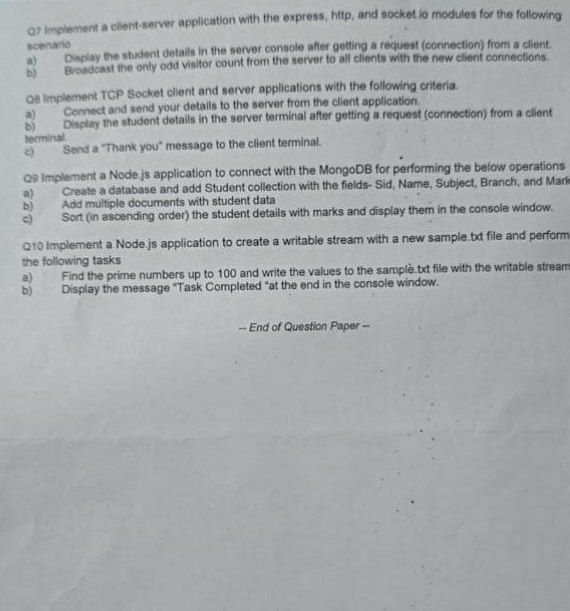 Q7 Implement a client-server application with the express, http, and socket.io modules for the following
scenario
a) Display the student details in the server console after getting a request (connection) from a client.
b) Broadcast the only odd visitor count from the server to all clients with the new client connections.
Q8 Implement TCP Socket client and server applications with the following criteria.
a) Connect and send your details to the server from the client application.
b) Display the student details in the server terminal after getting a request (connection) from a client
terminal.
c) Send a "Thank you" message to the client terminal.
Q9 Implement a Node.js application to connect with the MongoDB for performing the below operations
a) Create a database and add Student collection with the fields- Sid, Name, Subject, Branch, and Mark
b) Add multiple documents with student data
c) Sort (in ascending order) the student details with marks and display them in the console window.
Q10 Implement a Node.js application to create a writable stream with a new sample.txt file and perform
the following tasks
a) Find the prime numbers up to 100 and write the values to the sample.txt file with the writable stream
b) Display the message "Task Completed "at the end in the console window.
-- End of Question Paper --